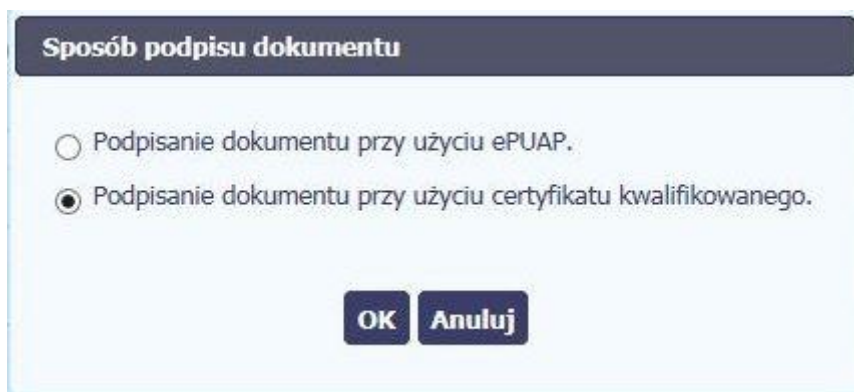 Sposób podpisu dokumentu
Podpisanie dokumentu przy użyciu ePUAP.
Podpisanie dokumentu przy użyciu certyfikatu kwalifikowanego.
OK Anuluj